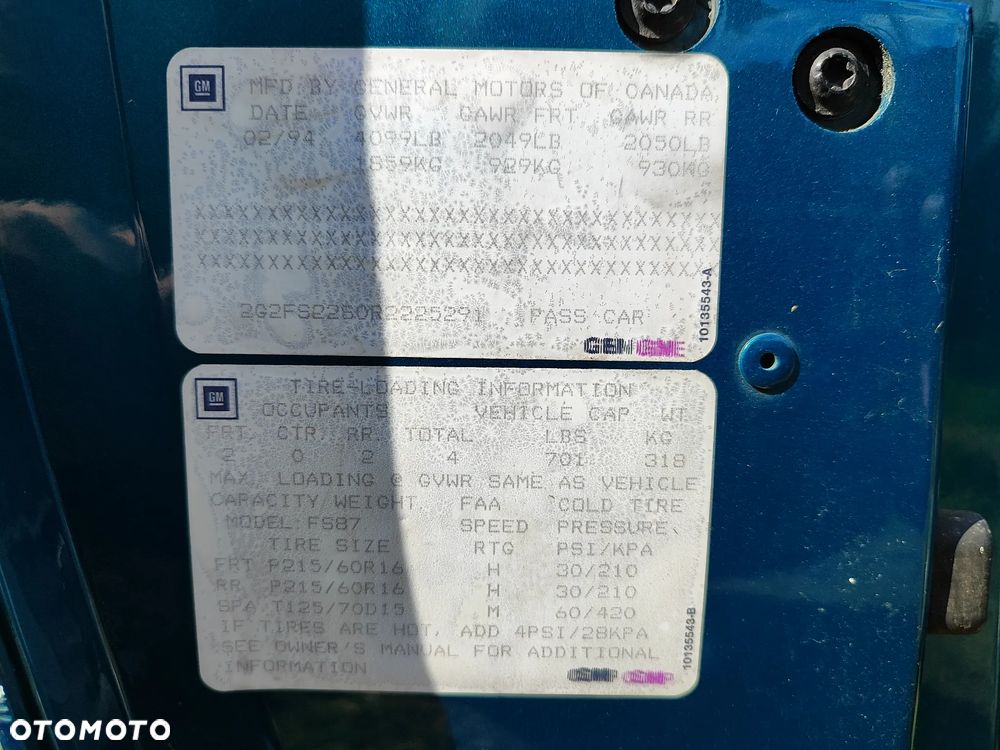 GM
MFD BY GENERAL MOTORS OF CANADA
DATE GVWR GAWR FRT. GAWR RR
02/94 4099LB 2049LB 2050LB
1859KG 929KG 930KG
XXXXXXXXXXXXXXXXXXXXXXXXXXXXXXXXXXXX
XXXXXXXXXXXXXXXXXXXXXXXXXXXXXXXXXXXX
XXXXXXXXXXXXXXXXXXXXXXXXXXXXXXXXXXXX
PASS CAR
10135543-A
GM
TIRE-LOADING INFORMATION
OCCUPANTS VEHICLE CAP. WT.
FRT. CTR. RR. TOTAL LBS KG
2 0 2 4 701 318
MAX. LOADING @ GVWR SAME AS VEHICLE
CAPACITY WEIGHT FAA COLD TIRE
MODEL:FS87 SPEED PRESSURE
TIRE SIZE RTG PSI/KPA
FRT P215/60R16 H 30/210
RR P215/60R16 H 30/210
SPA T125/70D15 M 60/420
IF TIRES ARE HOT, ADD 4PSI/28KPA
SEE OWNER'S MANUAL FOR ADDITIONAL
INFORMATION
10135543-B
OTOMOTO